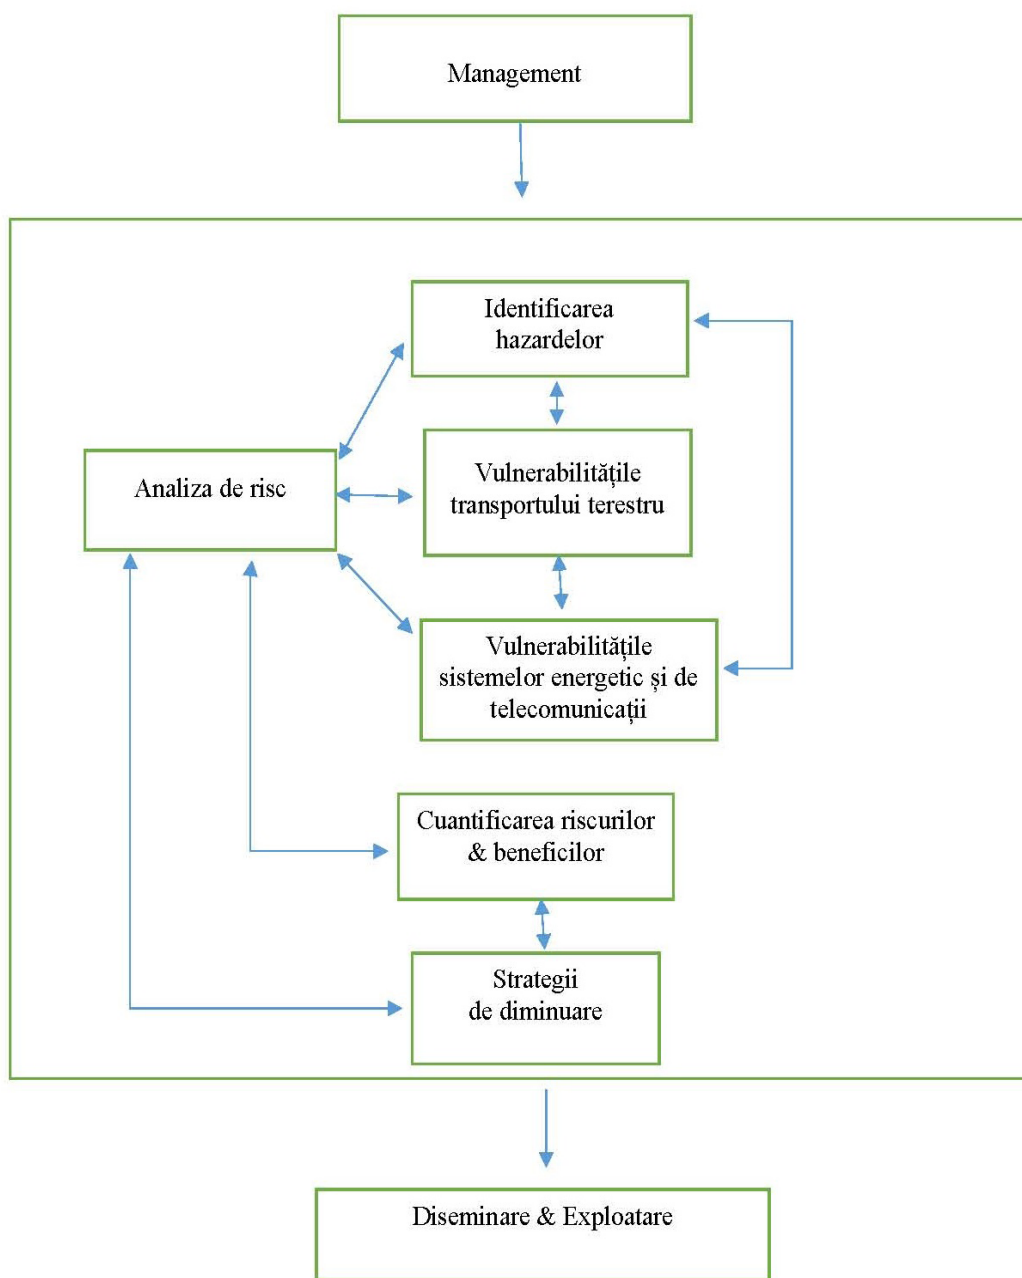 Management
Identificarea
hazardelor
Analiza de risc
Vulnerabilitățile
transportului terestru
Vulnerabilitățile
sistemelor energetic și de
telecomunicații
Cuantificarea riscurilor
& beneficilor
Strategii
de diminuare
Diseminare & Exploatare